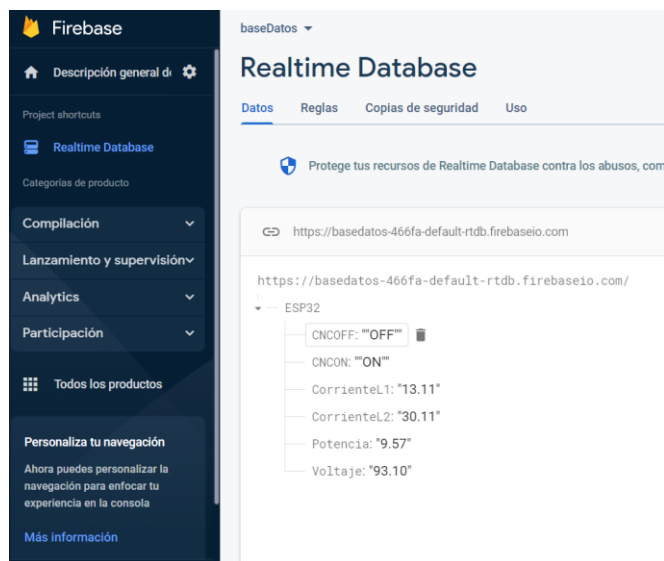 Firebase
Descripción general de
Project shortcuts
Realtime Database
Categorías de producto
Compilación
Lanzamiento y supervisión
Analytics
Participación
Todos los productos
Personaliza tu navegación
Ahora puedes personalizar la
navegación para enfocar tu
experiencia en la consola
Más información
baseDatos
Realtime Database
Datos Reglas Copias de seguridad Uso
Protege tus recursos de Realtime Database contra los abusos, com
https://basedatos-466fa-default-rtdb.firebaseio.com
https://basedatos-466fa-default-rtdb.firebaseio.com/
ESP32
CNCOFF: ""OFF""
CNCON: ""ON""
CorrienteL1: "13.11"
CorrienteL2: "30.11"
Potencia: "9.57"
Voltaje: "93.10"